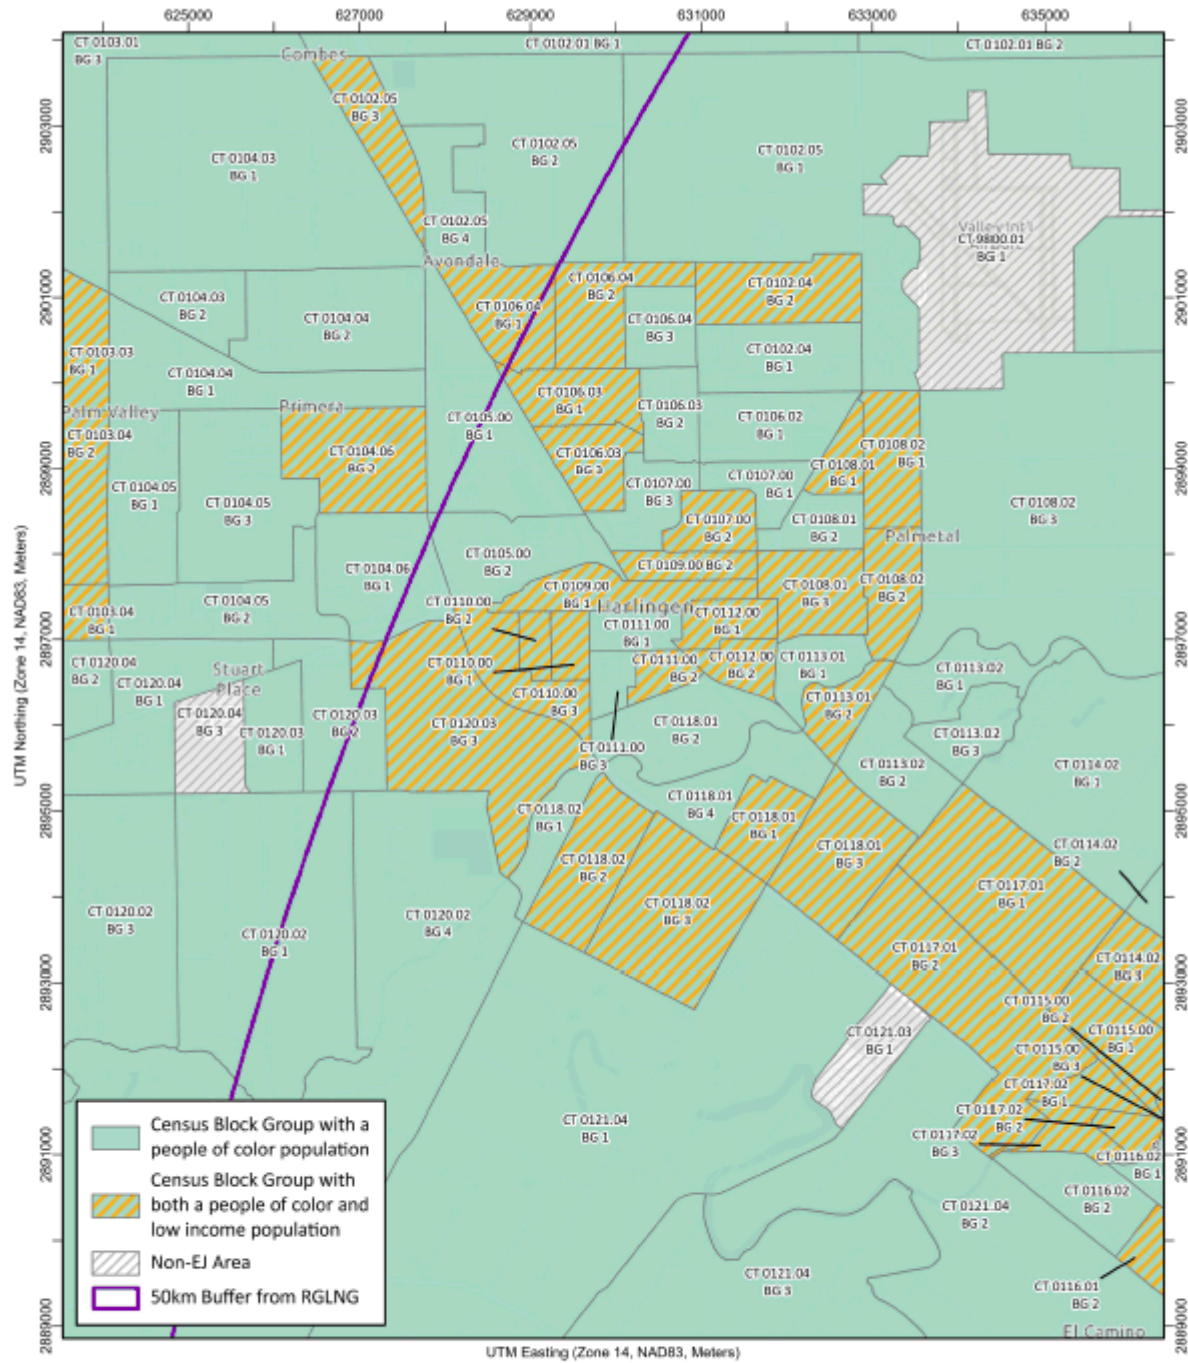 625000
627000
629000
631000
633000
635000
CT 0103.01
BG 3
CT 0102.01 BG 1
CT 0102.01 BG 2
Combes
2903000
2903000
CT 0102.05
BG 3
CT 0104.03
BG 1
CT 0102.05
BG 2
CT 0102.05
BG 1
CT 0102.05
BG 4
Valley Int'l
Airport
CT 9800.01
BG 1
Avondale
2901000
2901000
CT 0104.03
BG 2
CT 0104.04
BG 2
CT 0106.04
BG 1
CT 0106.04
BG 2
CT 0102.04
BG 2
CT 0106.04
BG 3
CT 0102.04
BG 1
CT 0103.03
BG 1
CT 0104.04
BG 1
Palm Valley
Primera
CT 0105.00
BG 1
CT 0106.03
BG 1
CT 0106.03
BG 2
CT 0106.02
BG 1
CT 0103.04
BG 2
CT 0104.06
BG 2
CT 0106.03
BG 3
CT 0108.02
BG 1
2899000
2899000
CT 0104.05
BG 1
CT 0104.05
BG 3
CT 0107.00
BG 3
CT 0107.00
BG 1
CT 0108.01
BG 1
CT 0108.02
BG 3
CT 0107.00
BG 2
CT 0108.01
BG 2
Palmetal
CT 0105.00
BG 2
CT 0104.06
BG 1
CT 0109.00 BG 2
CT 0109.00
BG 1
CT 0108.01
BG 3
CT 0108.02
BG 2
CT 0104.05
BG 2
CT 0103.04
BG 1
CT 0110.00
BG 2
Harlingen
CT 0111.00
BG 1
CT 0112.00
BG 1
2897000
2897000
CT 0120.04
BG 2
CT 0120.04
BG 1
Stuart
Place
CT 0110.00
BG 1
CT 0111.00
BG 2
CT 0112.00
BG 2
CT 0113.01
BG 1
CT 0113.02
BG 1
CT 0110.00
BG 3
CT 0113.01
BG 2
CT 0120.04
BG 3
CT 0120.03
BG 1
CT 0120.03
BG 2
CT 0120.03
BG 3
CT 0118.01
BG 2
CT 0111.00
BG 3
CT 0113.02
BG 3
CT 0113.02
BG 2
CT 0114.02
BG 1
2895000
2895000
CT 0118.02
BG 1
CT 0118.01
BG 4
CT 0118.01
BG 1
CT 0118.01
BG 3
CT 0114.02
BG 2
CT 0118.02
BG 2
CT 0117.01
BG 1
CT 0120.02
BG 3
CT 0120.02
BG 1
CT 0120.02
BG 4
CT 0118.02
BG 3
CT 0117.01
BG 2
CT 0114.02
BG 3
2893000
2893000
CT 0115.00
BG 2
CT 0121.03
BG 1
CT 0115.00
BG 1
CT 0115.00
BG 3
CT 0117.02
BG 1
CT 0117.02
BG 2
CT 0117.02
BG 3
CT 0121.04
BG 1
2891000
2891000
CT 0116.02
BG 1
CT 0116.02
BG 2
CT 0121.04
BG 2
CT 0121.04
BG 3
CT 0116.01
BG 2
El Camino
2889000
2889000
Census Block Group with a
people of color population
Census Block Group with
both a people of color and
low income population
Non-EJ Area
50km Buffer from RGLNG
UTM Northing (Zone 14, NAD83, Meters)
UTM Easting (Zone 14, NAD83, Meters)